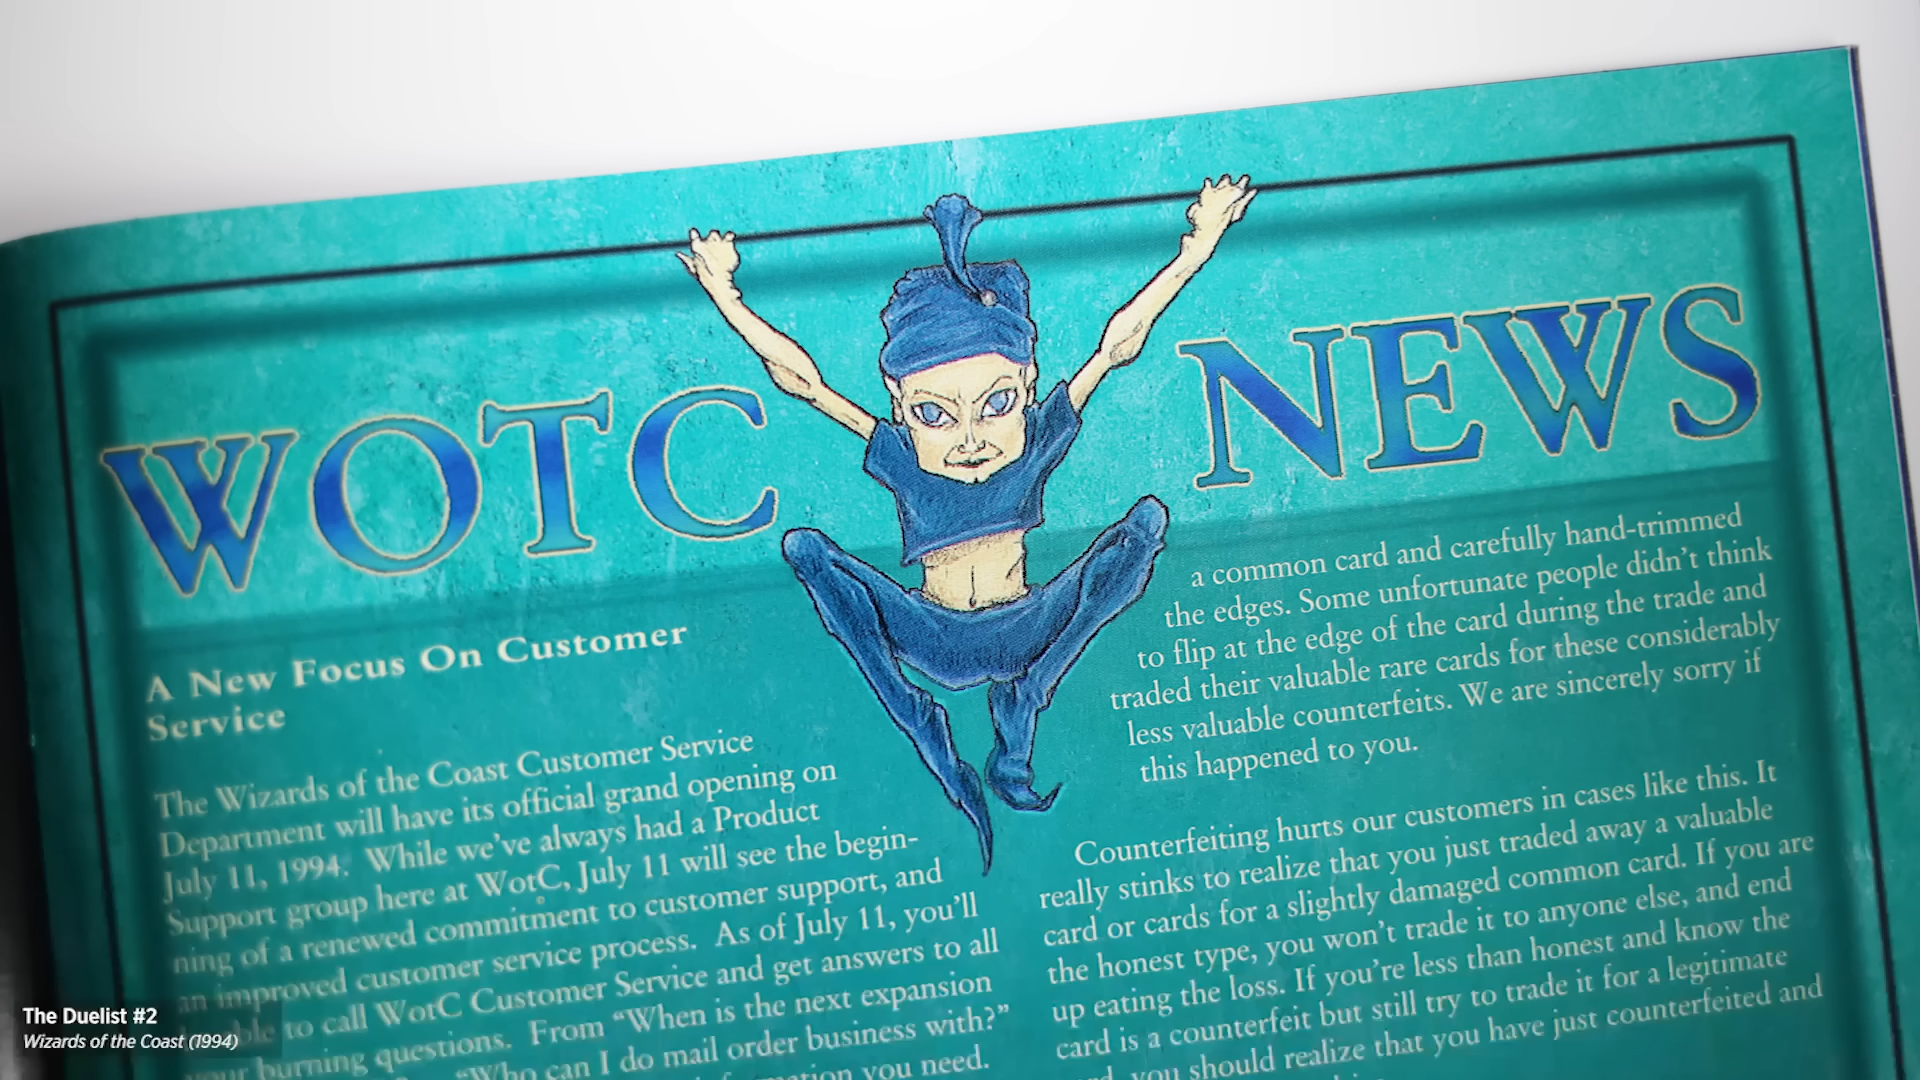 WOTC NEWS
A New Focus On Customer
Service
The Wizards of the Coast Customer Service
Department will have its official grand opening on
July 11, 1994. While we've always had a Product
Support group here at WotC, July 11 will see the begin-
ning of a renewed commitment to customer support, and
an improved customer service process. As of July 11, you'll
able to call WotC Customer Service and get answers to all
your burning questions. From "When is the next expansion
"Who can I do mail order business with?"
you need.
a common card and carefully hand-trimmed
the edges. Some unfortunate people didn't think
to flip at the edge of the card during the trade and
traded their valuable rare cards for these considerably
less valuable counterfeits. We are sincerely sorry if
this happened to you.
Counterfeiting hurts our customers in cases like this. It
really stinks to realize that you just traded away a valuable
card or cards for a slightly damaged common card. If you are
the honest type, you won't trade it to anyone else, and end
up eating the loss. If you're less than honest and know the
card is a counterfeit but still try to trade it for a legitimate
you should realize that you have just counterfeited and
The Duelist #2
Wizards of the Coast (1994)